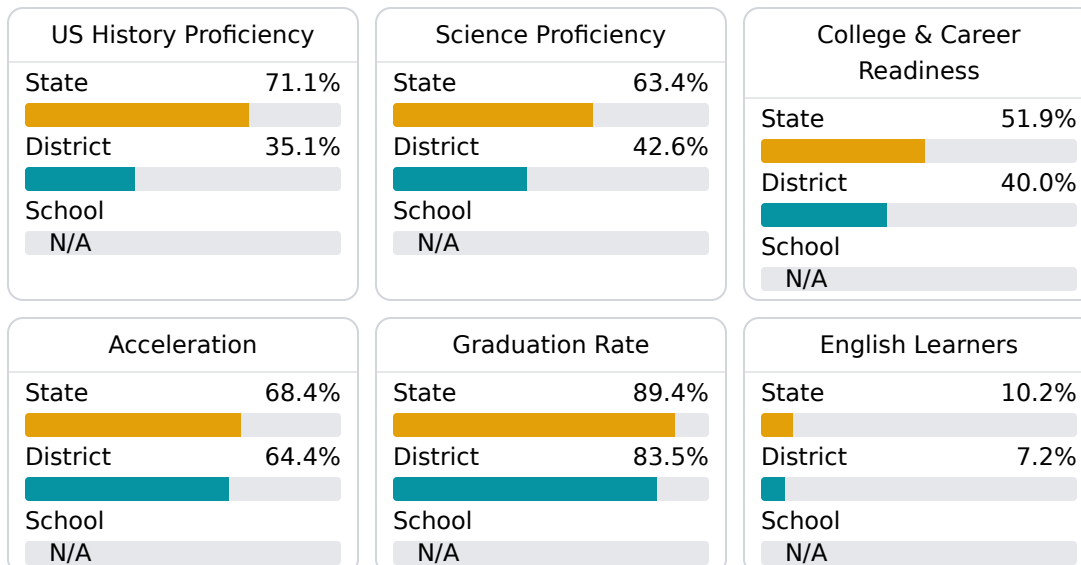 US History Proficiency
State 71.1%
District 35.1%
School
N/A
Science Proficiency
State 63.4%
District 42.6%
School
N/A
College & Career
Readiness
State 51.9%
District 40.0%
School
N/A
Acceleration
State 68.4%
District 64.4%
School
N/A
Graduation Rate
State 89.4%
District 83.5%
School
N/A
English Learners
State 10.2%
District 7.2%
School
N/A